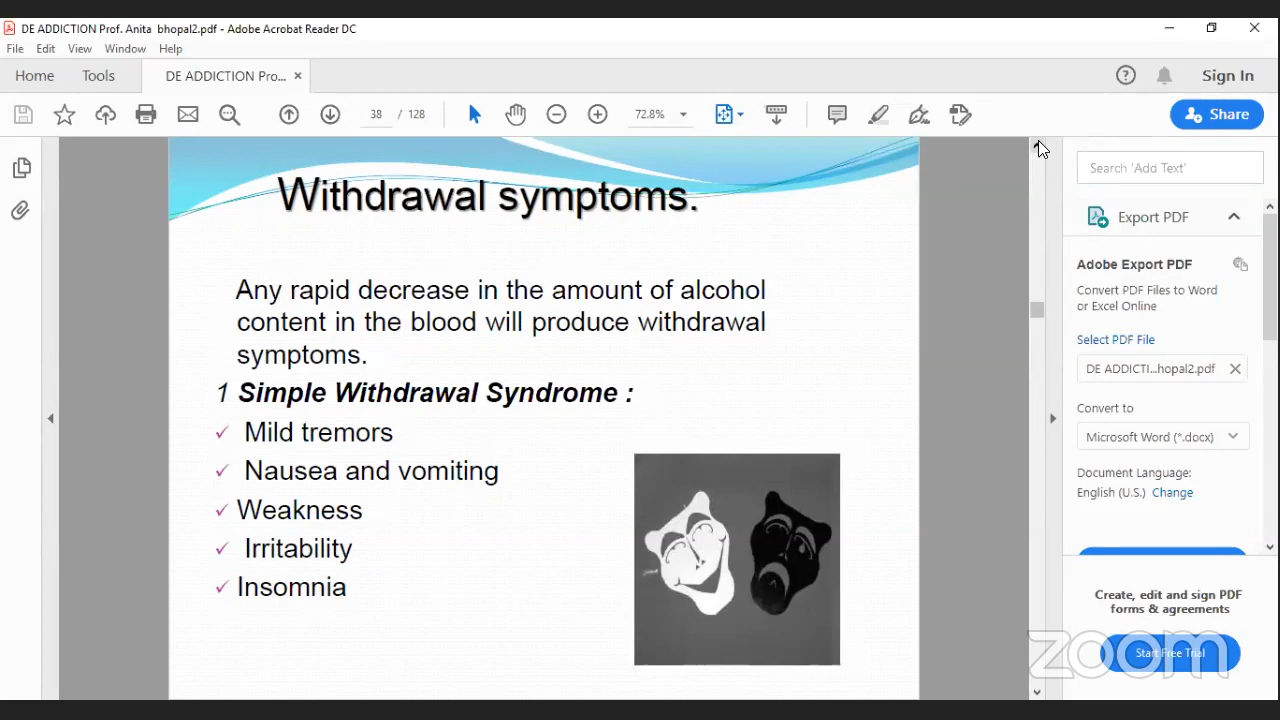 DE ADDICTION Prof. Anita  bhopal2.pdf - Adobe Acrobat Reader DC
File Edit View Window Help
Home Tools DE ADDICTION Pro... × Sign In
38 / 128 72.8% Share
Withdrawal symptoms.
Any rapid decrease in the amount of alcohol
content in the blood will produce withdrawal
symptoms.
1 Simple Withdrawal Syndrome :
✓ Mild tremors
✓ Nausea and vomiting
✓ Weakness
✓ Irritability
✓ Insomnia
Search 'Add Text'
Export PDF
Adobe Export PDF
Convert PDF Files to Word
or Excel Online
Select PDF File
DE ADDICTI...hopal2.pdf
Convert to
Microsoft Word (*.docx)
Document Language:
English (U.S.) Change
Create, edit and sign PDF
forms & agreements
Start Free Trial
zoom